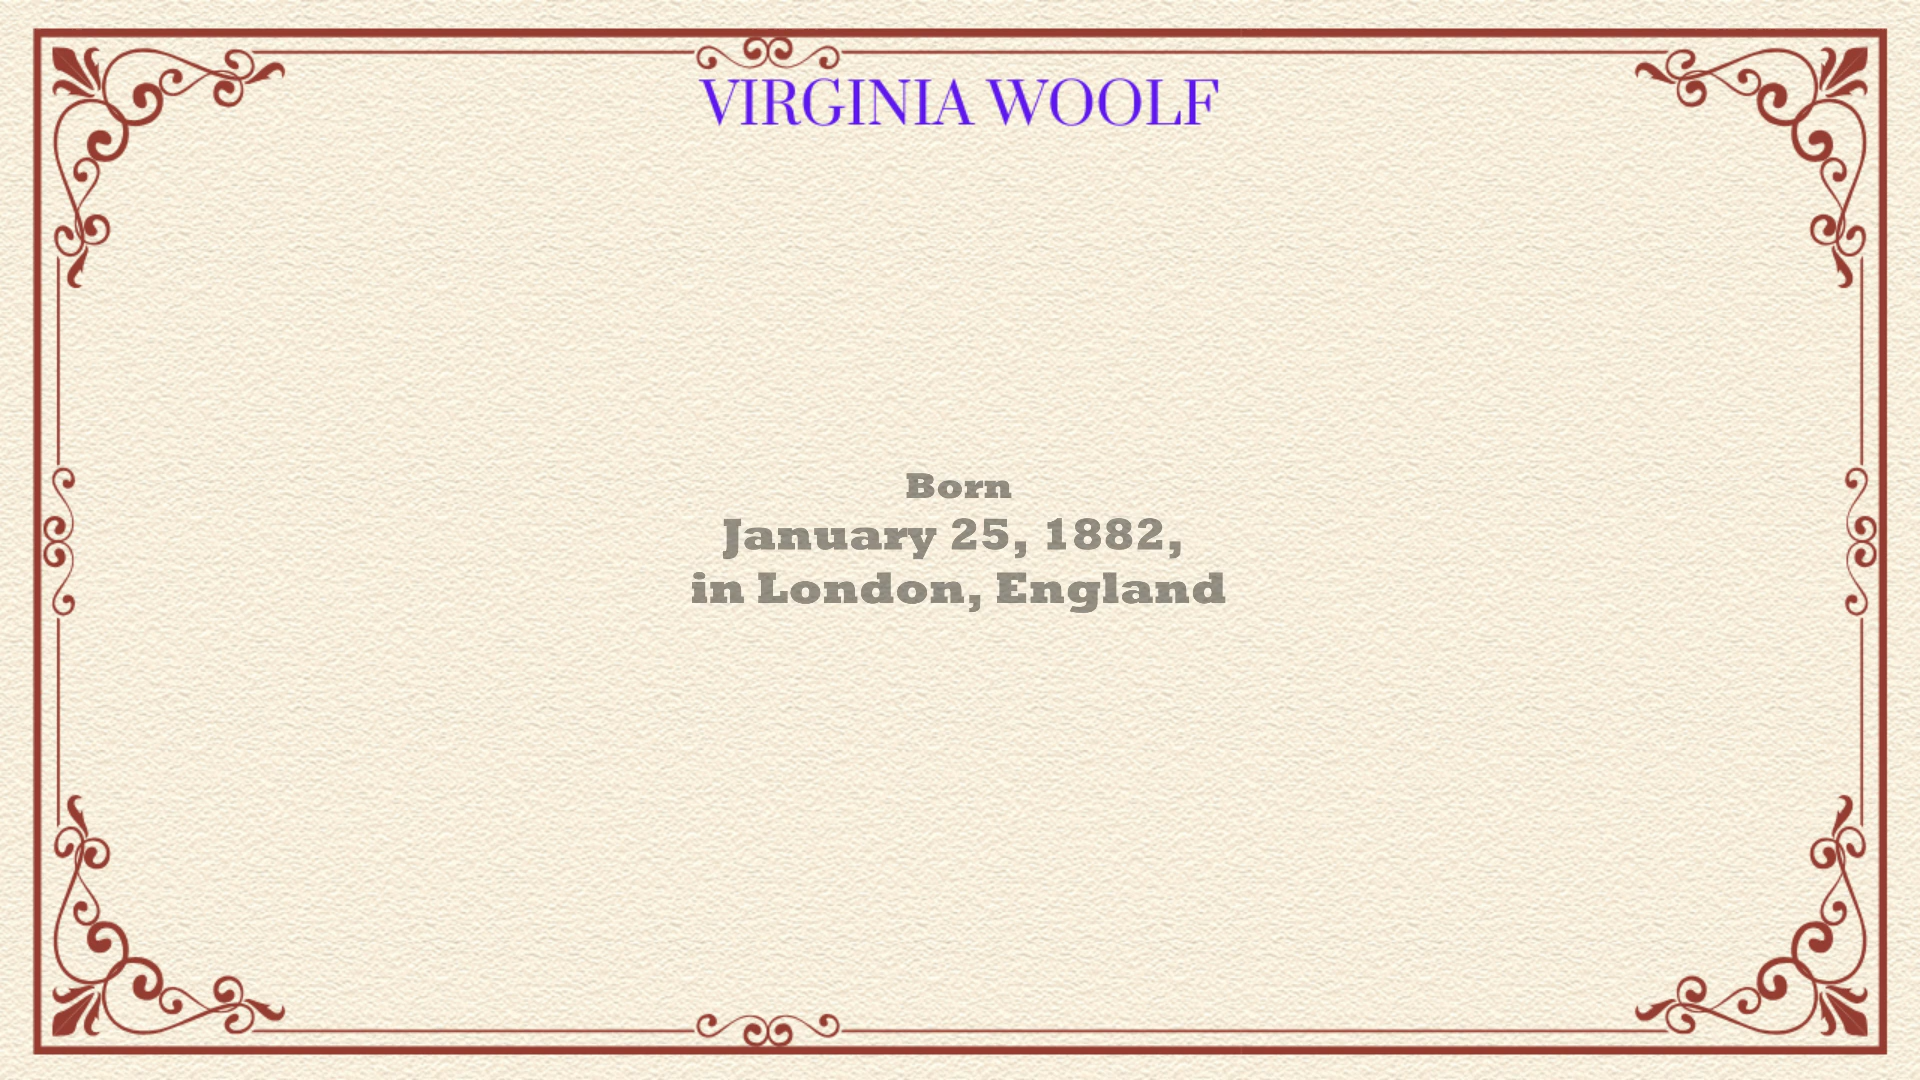 VIRGINIA WOOLF
Born
January 25, 1882,
in London, England